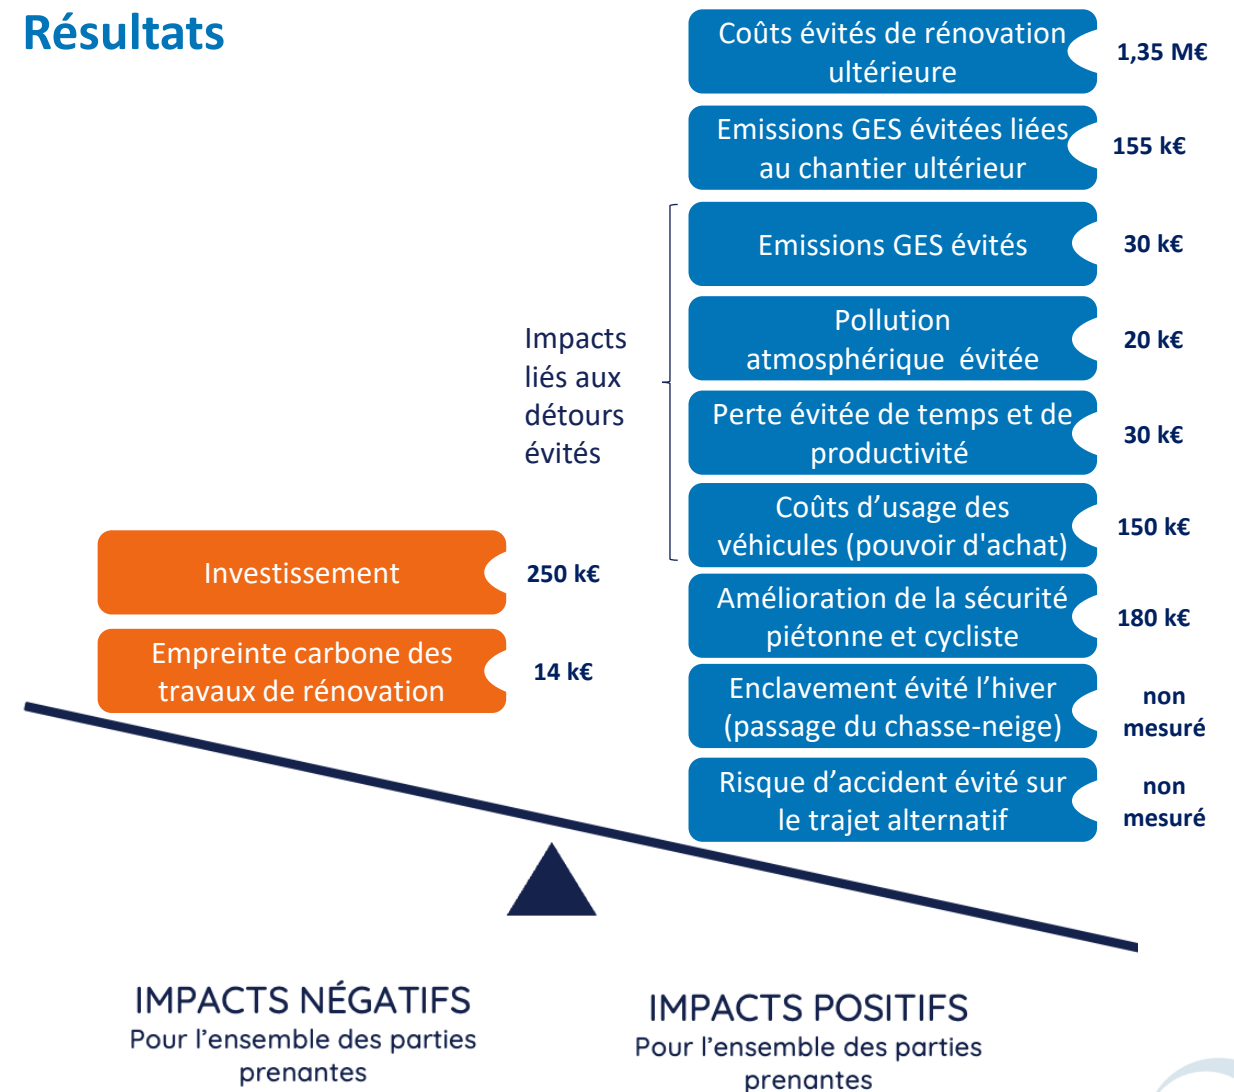 Résultats
Coûts évités de rénovation
ultérieure
1,35 M€
Emissions GES évitées liées
au chantier ultérieur
155 k€
Impacts
liés aux
détours
évités
Emissions GES évités
30 k€
Pollution
atmosphérique  évitée
20 k€
Perte évitée de temps et de
productivité
30 k€
Coûts d’usage des
véhicules (pouvoir d'achat)
150 k€
Amélioration de la sécurité
piétonne et cycliste
180 k€
Enclavement évité l’hiver
(passage du chasse-neige)
non
mesuré
Risque d’accident évité sur
le trajet alternatif
non
mesuré
Investissement
250 k€
Empreinte carbone des
travaux de rénovation
14 k€
IMPACTS NÉGATIFS
Pour l’ensemble des parties
prenantes
IMPACTS POSITIFS
Pour l’ensemble des parties
prenantes